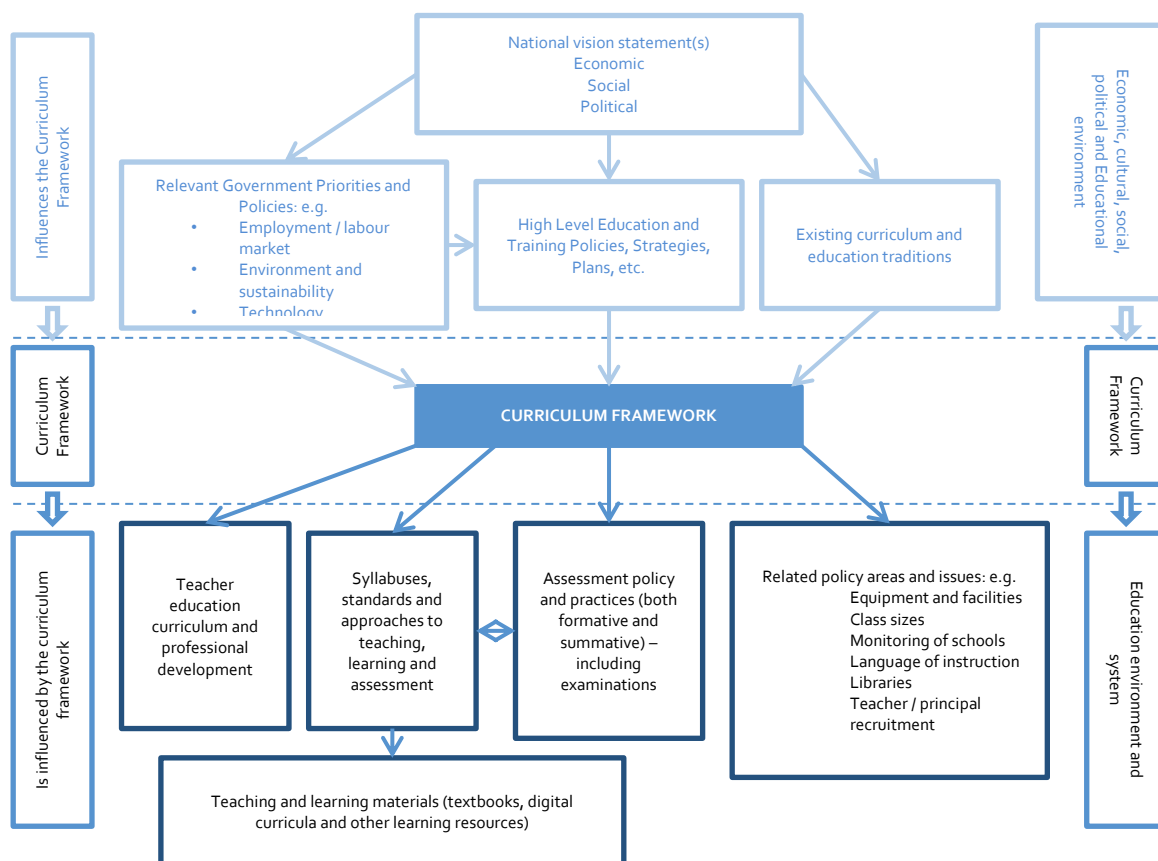 Influences the Curriculum
Framework
National vision statement(s)
Economic
Social
Political
Economic, cultural, social,
political and Educational
environment
Relevant Government Priorities and
Policies: e.g.
• Employment / labour
market
• Environment and
sustainability
• Technology
High Level Education and
Training Policies, Strategies,
Plans, etc.
Existing curriculum and
education traditions
Curriculum
Framework
CURRICULUM FRAMEWORK
Curriculum
Framework
Is influenced by the curriculum
framework
Teacher
education
curriculum and
professional
development
Syllabuses,
standards and
approaches to
teaching,
learning and
assessment
Assessment policy
and practices (both
formative and
summative) –
including
examinations
Related policy areas and issues: e.g.
Equipment and facilities
Class sizes
Monitoring of schools
Language of instruction
Libraries
Teacher / principal
recruitment
Education environment and
system
Teaching and learning materials (textbooks, digital
curricula and other learning resources)